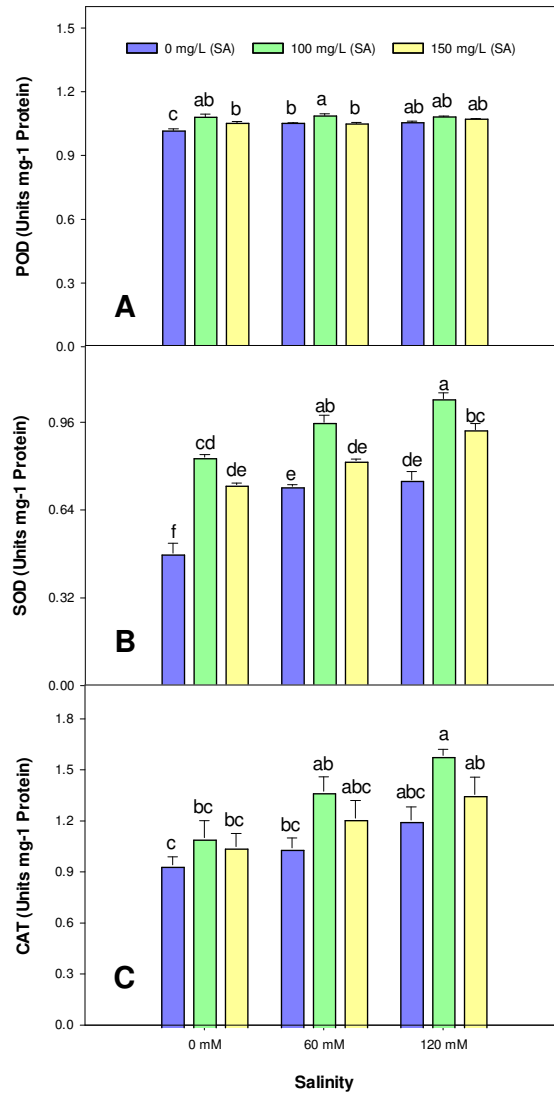 1.5
0 mg/L (SA) 100 mg/L (SA) 150 mg/L (SA)
1.2
c ab b b a b ab ab ab
0.9
0.6
0.3
0.0
POD (Units mg-1 Protein)
A
0.96
0.64
0.32
0.00
f cd de e ab de de a bc
SOD (Units mg-1 Protein)
B
1.8
1.5
1.2
0.9
0.6
0.3
0.0
c bc bc bc ab abc abc a ab
CAT (Units mg-1 Protein)
C
0 mM 60 mM 120 mM
Salinity